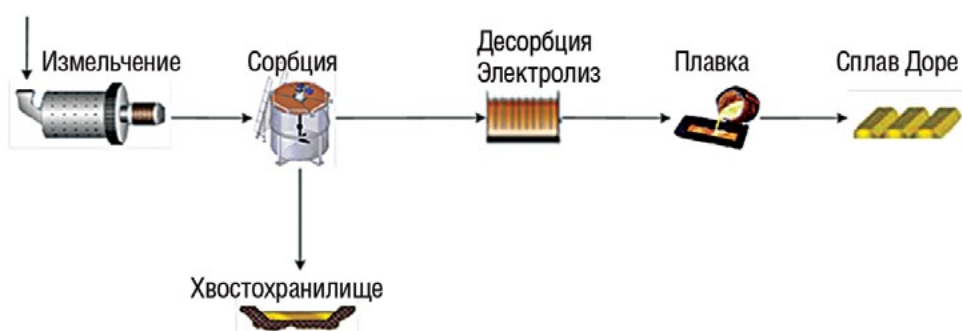 Измельчение
Сорбция
Десорбция
Электролиз
Плавка
Сплав Доре
Хвостохранилище